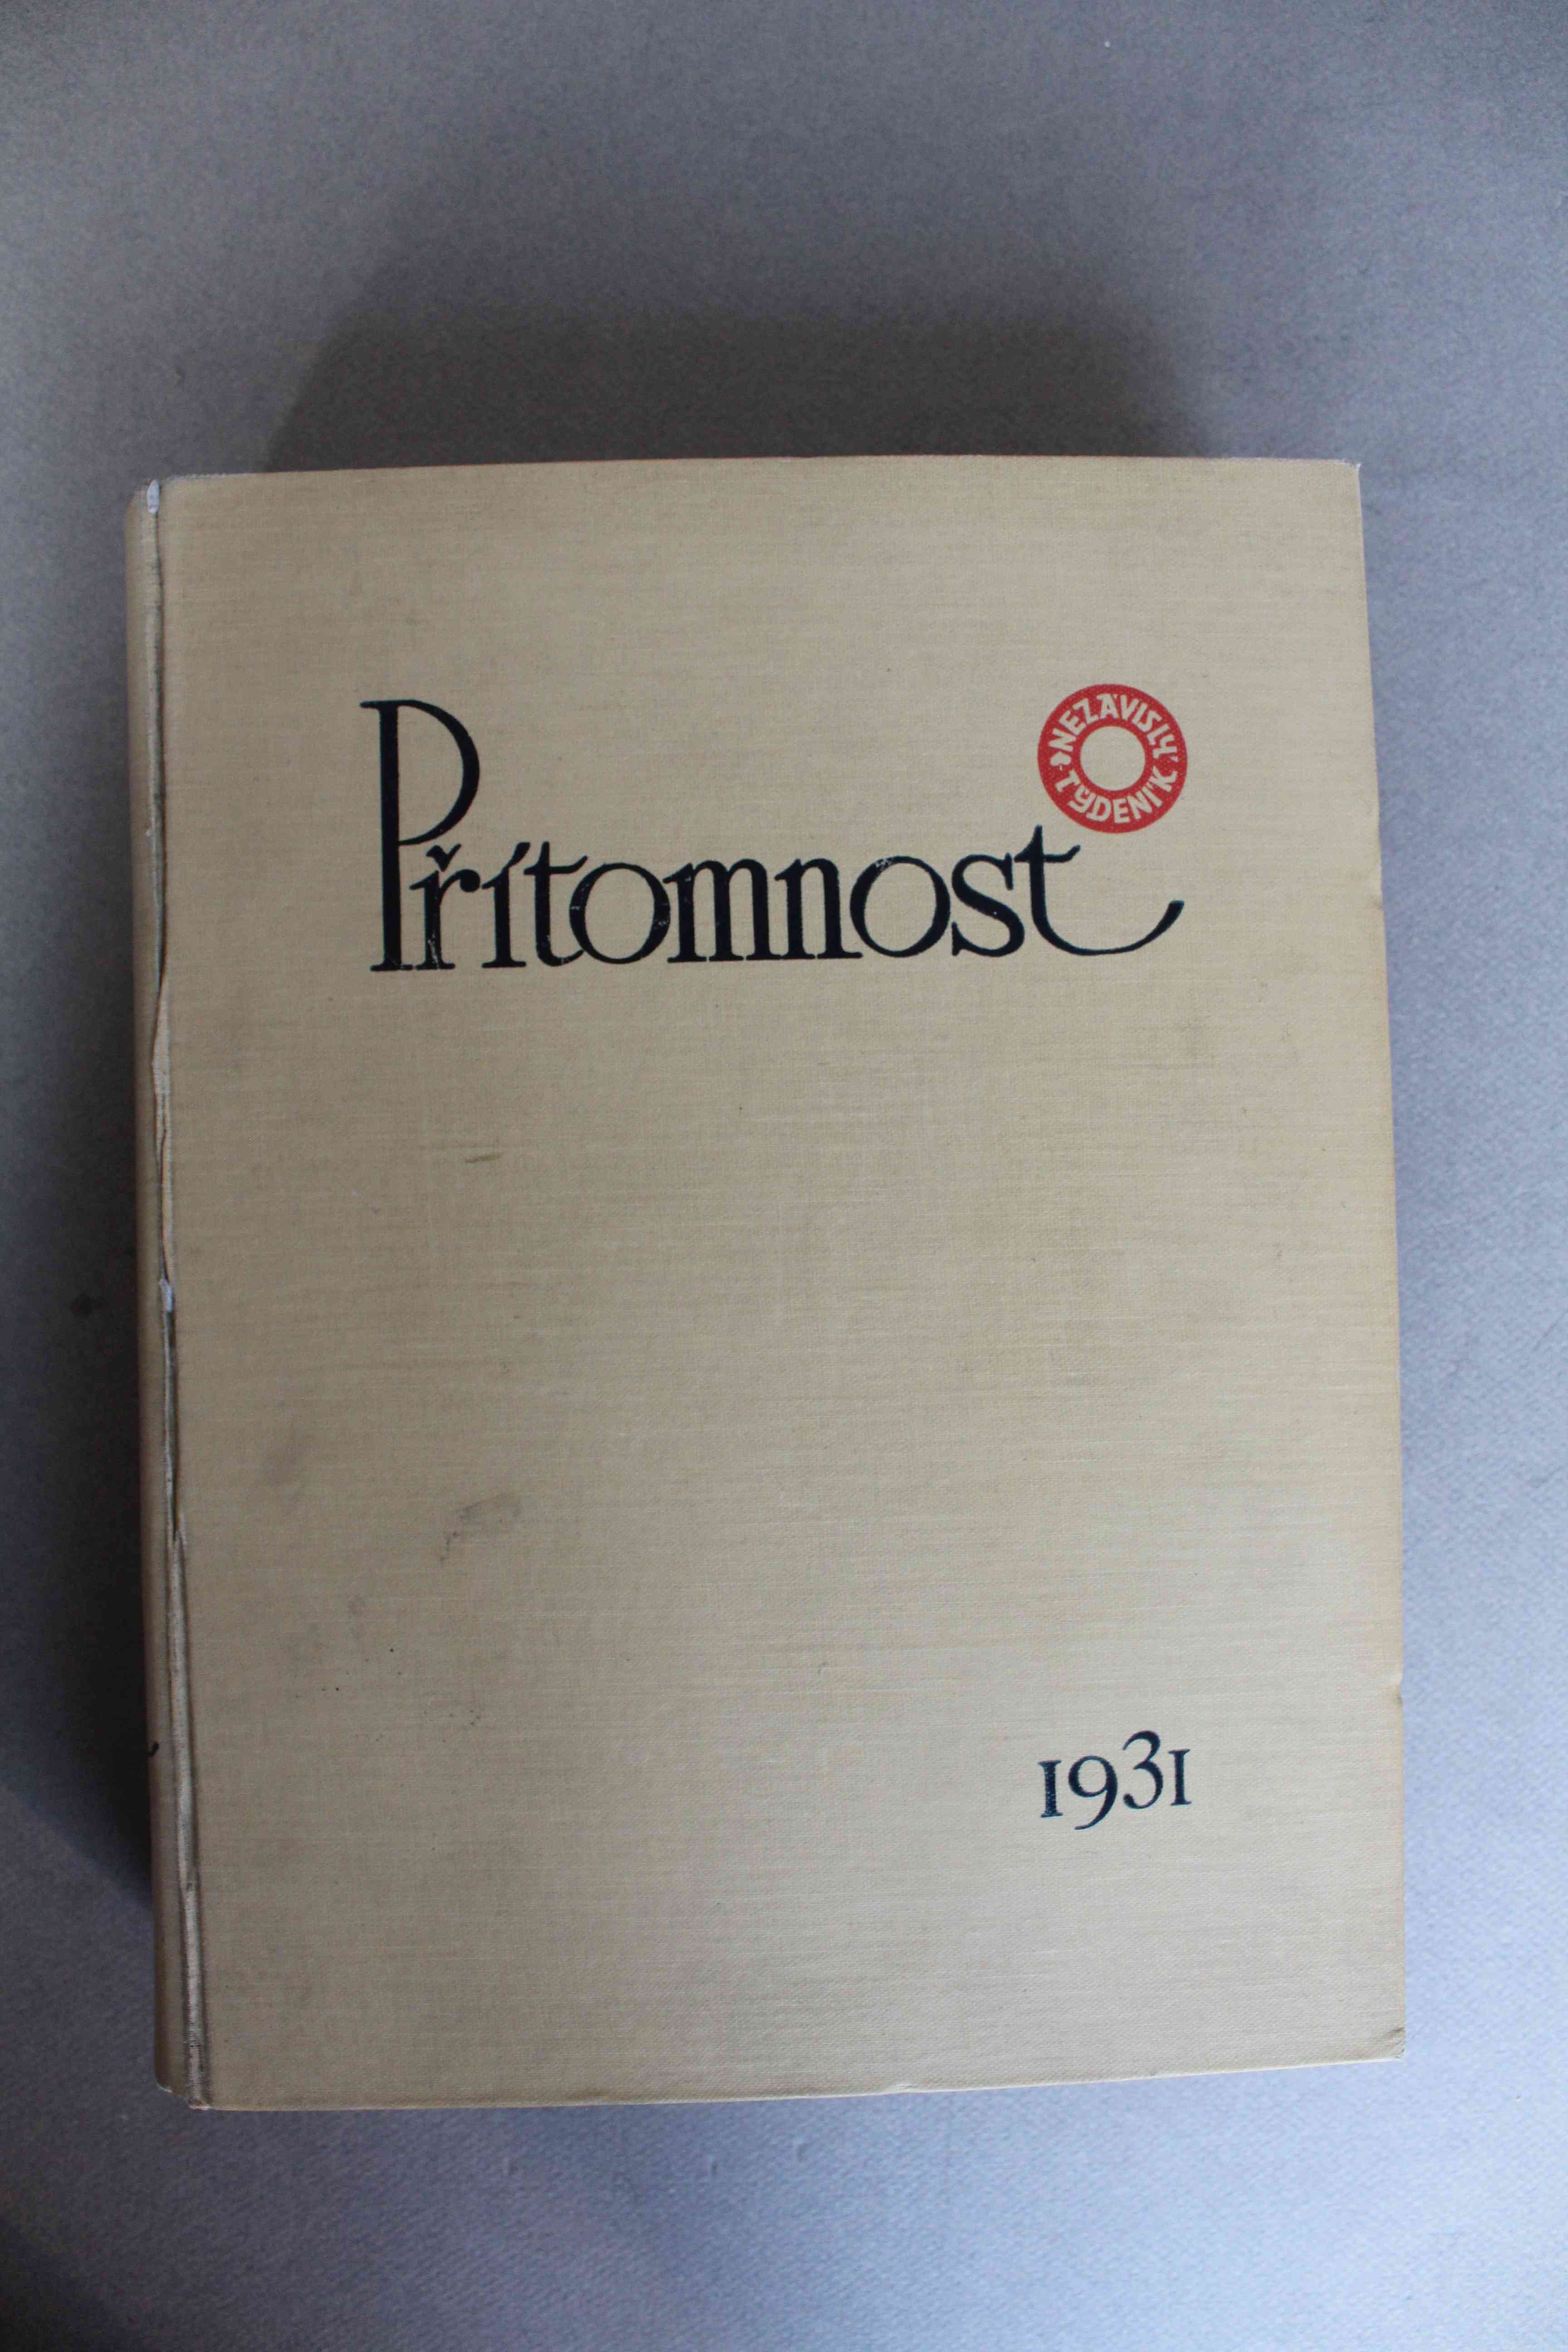 Přítomnost
NEZÁVISLÝ
TÝDENÍK
1931